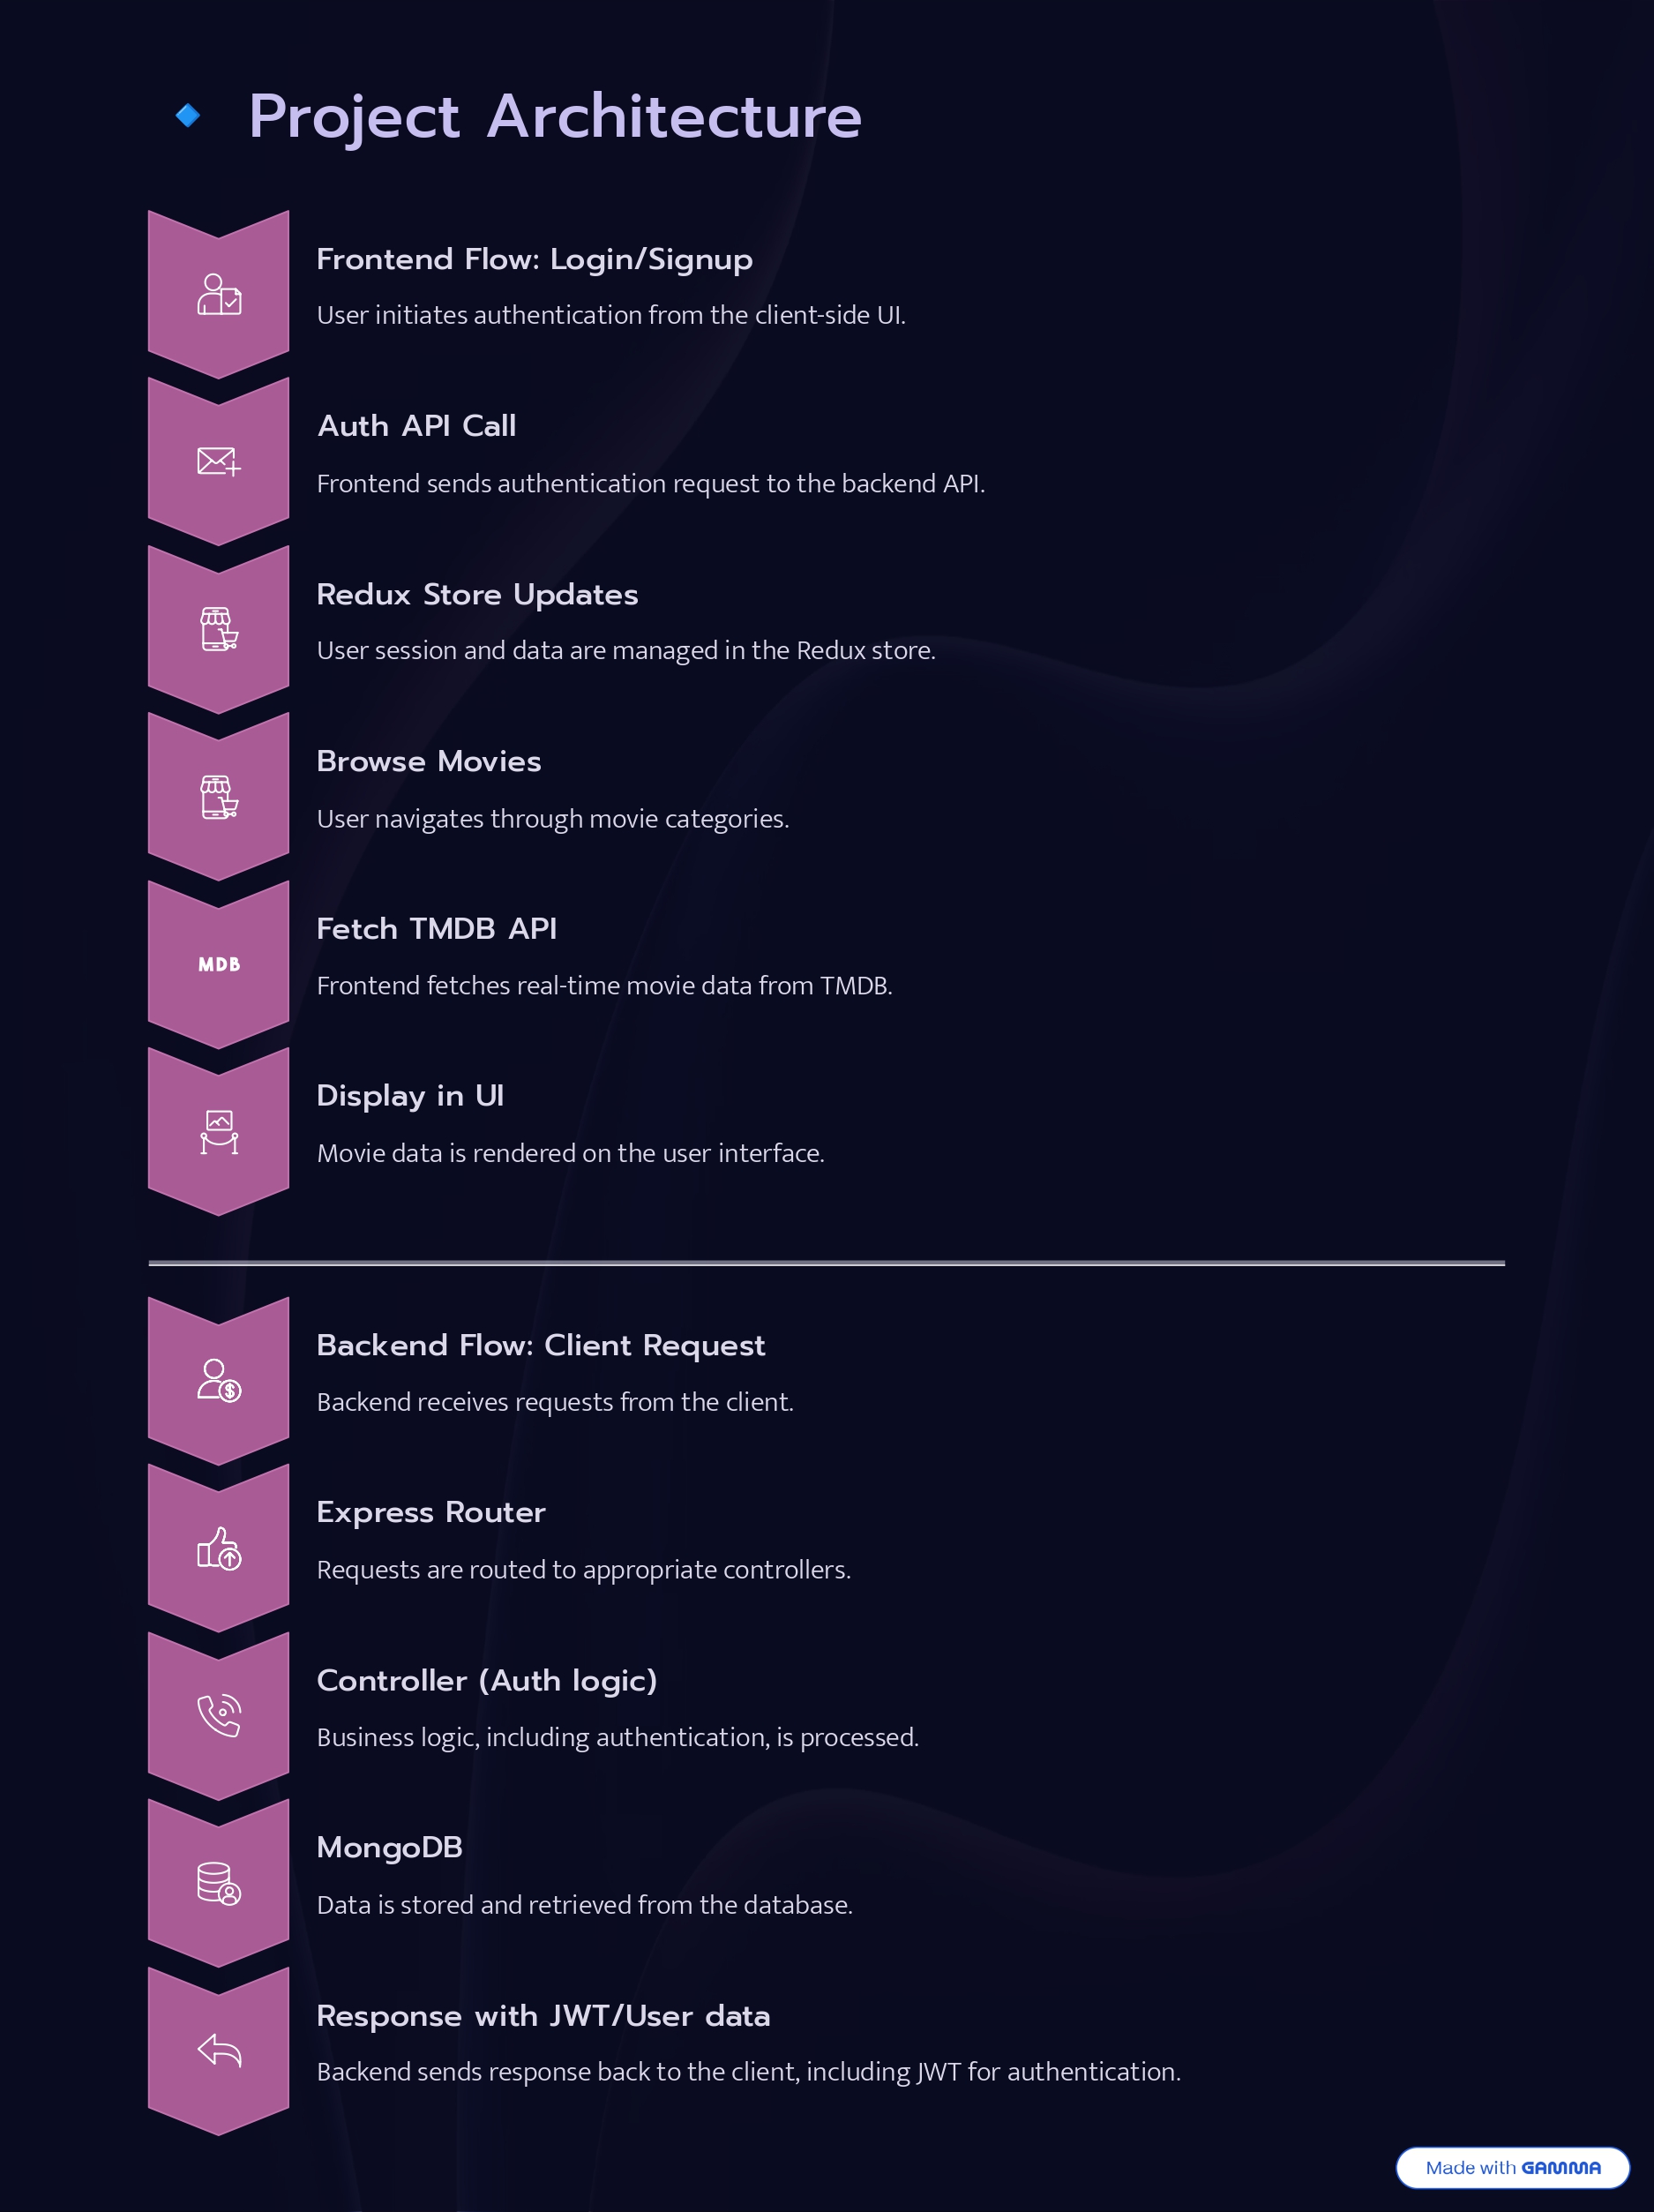 Project Architecture
Frontend Flow: Login/Signup
User initiates authentication from the client-side UI.
Auth API Call
Frontend sends authentication request to the backend API.
Redux Store Updates
User session and data are managed in the Redux store.
Browse Movies
User navigates through movie categories.
MDB
Fetch TMDB API
Frontend fetches real-time movie data from TMDB.
Display in UI
Movie data is rendered on the user interface.
Backend Flow: Client Request
Backend receives requests from the client.
Express Router
Requests are routed to appropriate controllers.
Controller (Auth logic)
Business logic, including authentication, is processed.
MongoDB
Data is stored and retrieved from the database.
Response with JWT/User data
Backend sends response back to the client, including JWT for authentication.
Made with GAMMA